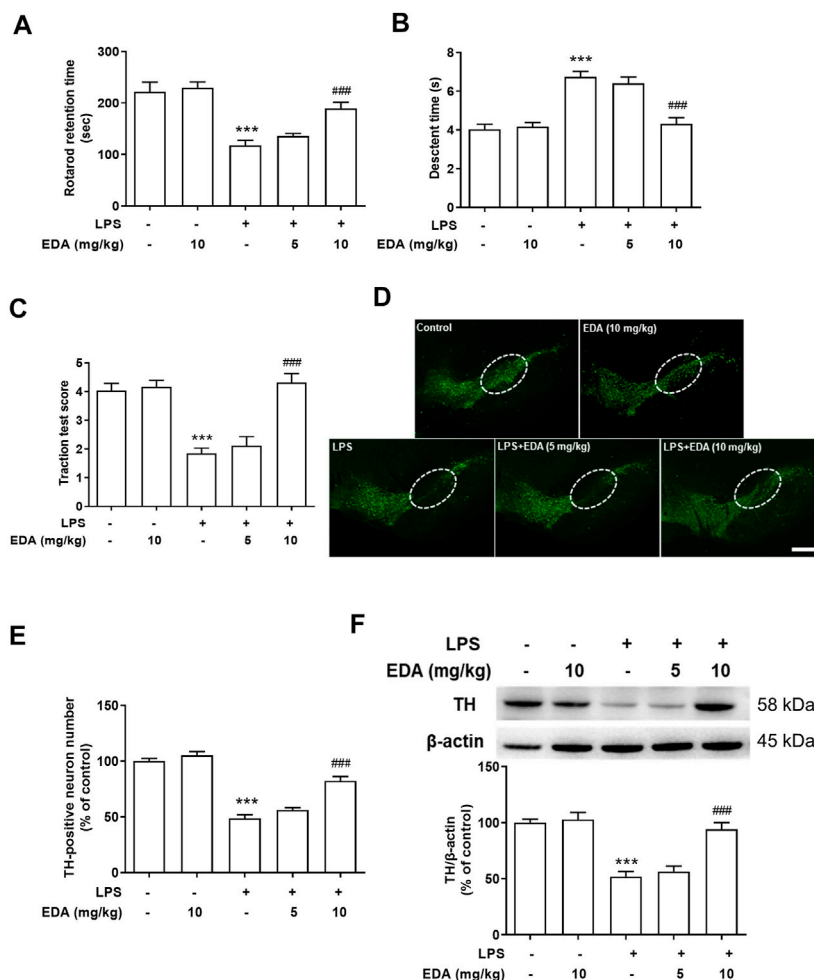 A
Rotarod retention time
(sec)
300
200
100
0
###
***
LPS - - + + +
EDA (mg/kg) - 10 - 5 10
B
Desctent time (s)
8
6
4
2
0
***
###
LPS - - + + +
EDA (mg/kg) - 10 - 5 10
C
Traction test score
5
4
3
2
1
0
***
###
LPS - - + + +
EDA (mg/kg) - 10 - 5 10
D
Control
EDA (10 mg/kg)
LPS
LPS+EDA (5 mg/kg)
LPS+EDA (10 mg/kg)
E
TH-positive neuron number
(% of control)
150
100
50
0
***
###
LPS - - + + +
EDA (mg/kg) - 10 - 5 10
F
LPS - - + + +
EDA (mg/kg) - 10 - 5 10
TH 58 kDa
β-actin 45 kDa
TH/β-actin
(% of control)
150
100
50
0
***
###
LPS - - + + +
EDA (mg/kg) - 10 - 5 10